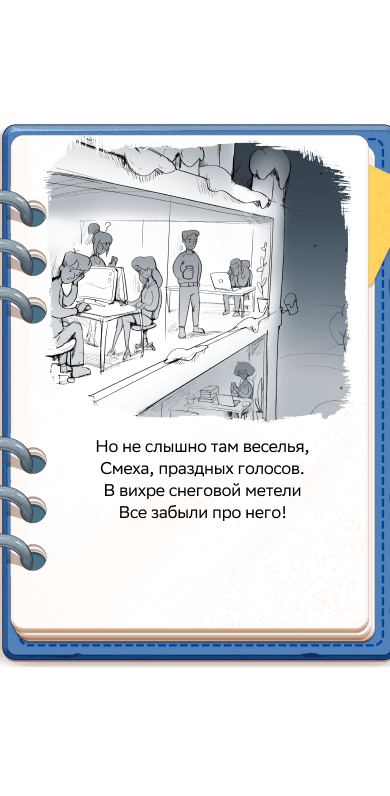 Но не слышно там веселья,
Смеха, праздных голосов.
В вихре снеговой метели
Все забыли про него!